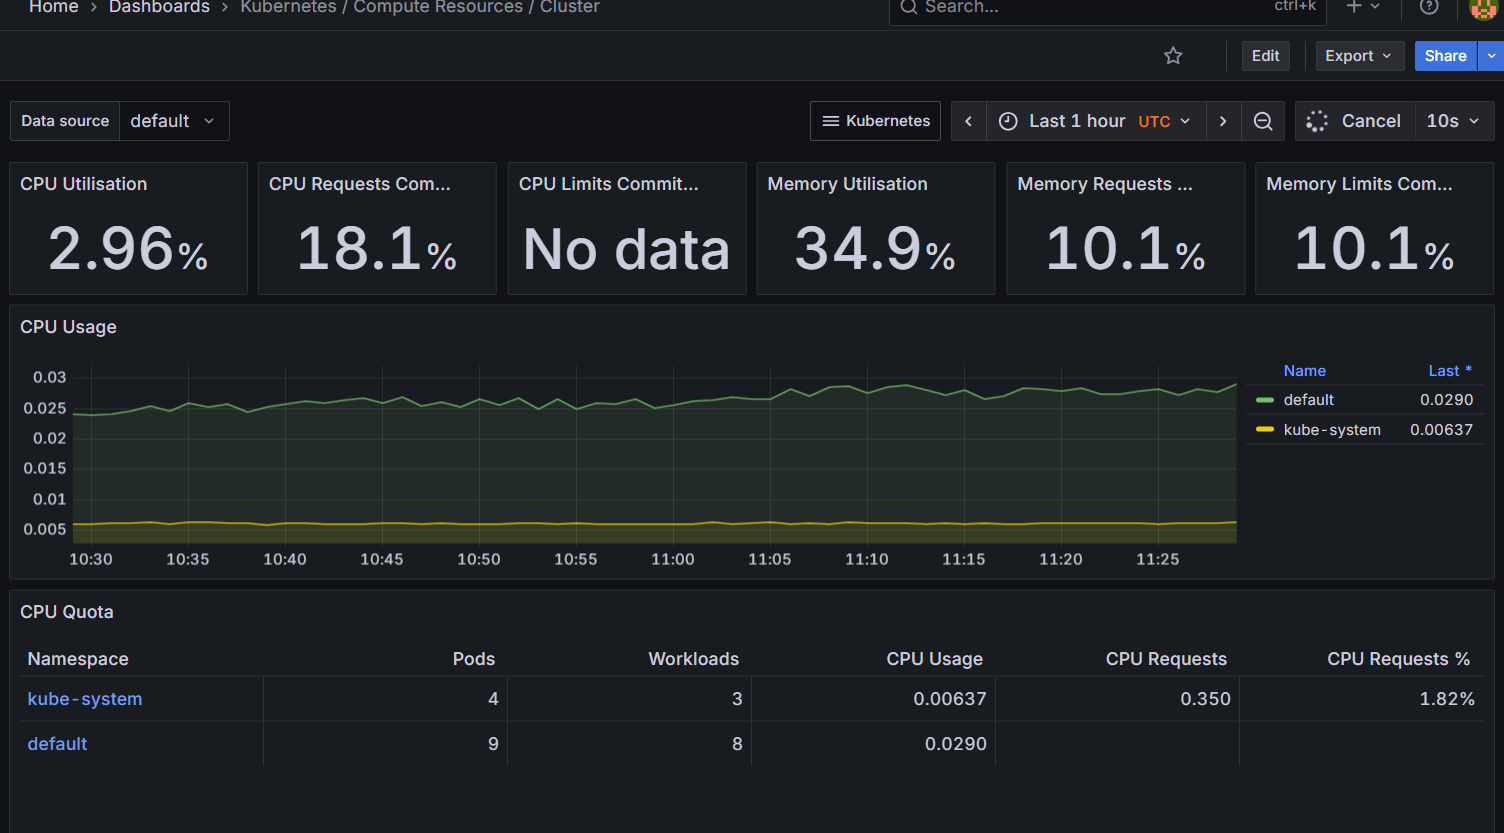 Home › Dashboards › Kubernetes / Compute Resources / Cluster
Search... ctrl+k
Edit Export Share
Data source default
Kubernetes Last 1 hour UTC Cancel 10s
CPU Utilisation
2.96%
CPU Requests Com...
18.1%
CPU Limits Commit...
No data
Memory Utilisation
34.9%
Memory Requests ...
10.1%
Memory Limits Com...
10.1%
CPU Usage
0.03
0.025
0.02
0.015
0.01
0.005
10:30 10:35 10:40 10:45 10:50 10:55 11:00 11:05 11:10 11:15 11:20 11:25
Name Last *
default 0.0290
kube-system 0.00637
CPU Quota
Namespace Pods Workloads CPU Usage CPU Requests CPU Requests %
kube-system 4 3 0.00637 0.350 1.82%
default 9 8 0.0290